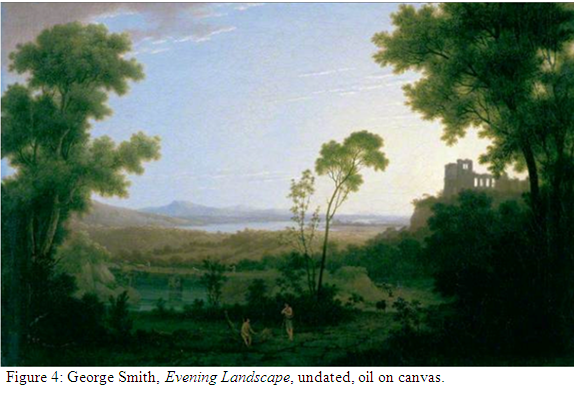 Figure 4: George Smith, Evening Landscape, undated, oil on canvas.